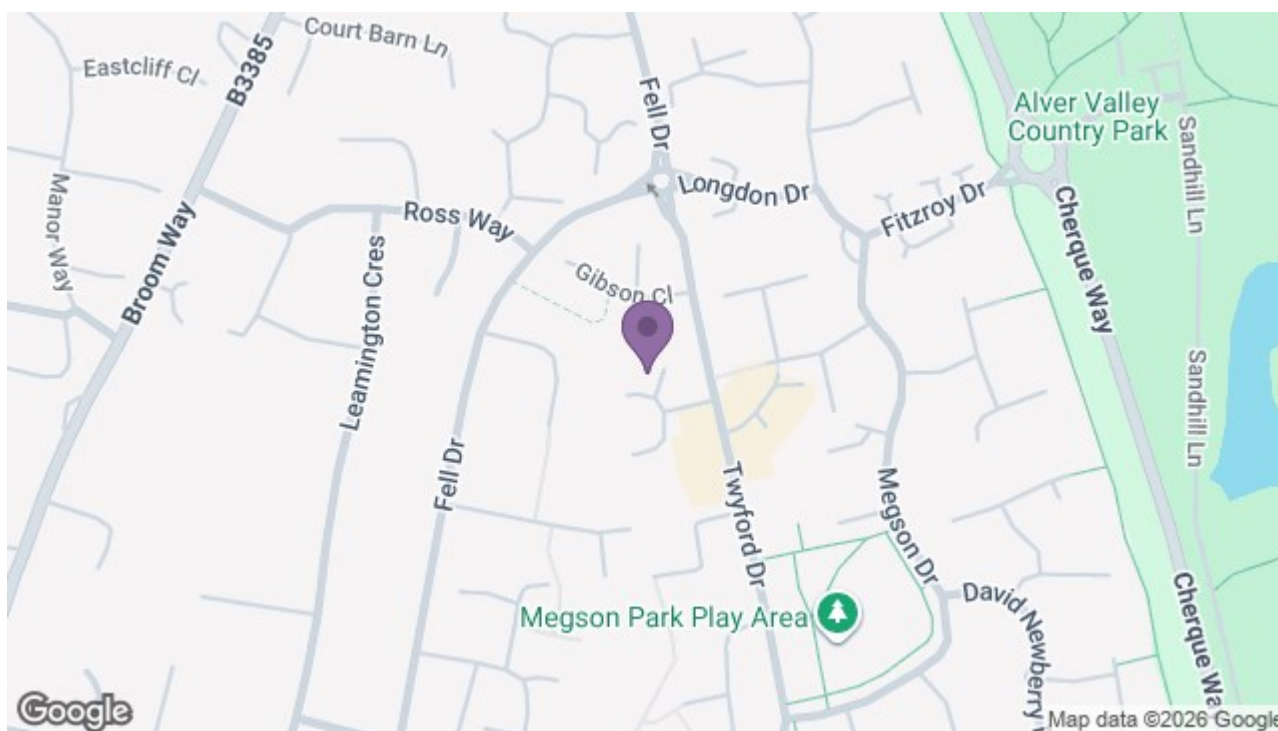 Court Barn Ln
Eastcliff Cl
B3385
Fell Dr
Alver Valley
Country Park
Sandhill Ln
Manor Way
Broom Way
Ross Way
Longdon Dr
Fitzroy Dr
Cherque Way
Leamington Cres
Gibson Cl
Sandhill Ln
Fell Dr
Twyford Dr
Megson Dr
Megson Park Play Area
David Newberry
Cherque Wa
Google
Map data ©2026 Google